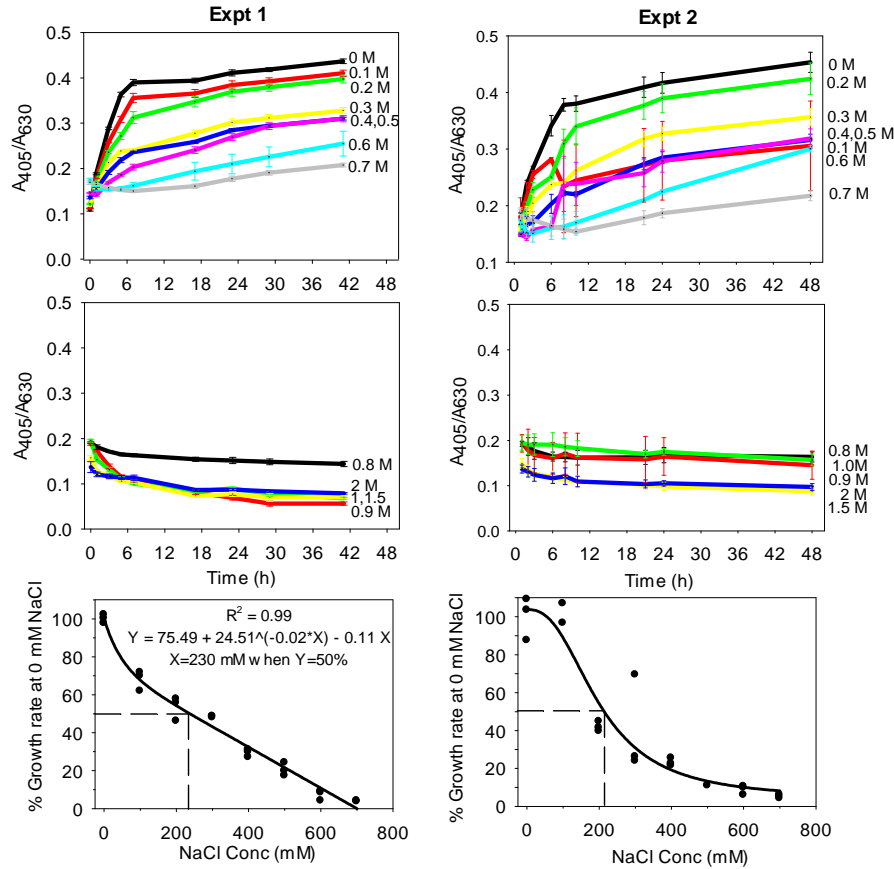 Expt 1
A405/A630
0.5
0.4
0.3
0.2
0.1
0.0
0 M
0.1 M
0.2 M
0.3 M
0.4,0.5
0.6 M
0.7 M
0 6 12 18 24 30 36 42 48
Expt 2
A405/A630
0.5
0.4
0.3
0.2
0.1
0 M
0.2 M
0.3 M
0.4,0.5 M
0.1 M
0.6 M
0.7 M
0 6 12 18 24 30 36 42 48
A405/A630
0.5
0.4
0.3
0.2
0.1
0.0
0.8 M
2 M
1,1.5
0.9 M
0 6 12 18 24 30 36 42 48
Time (h)
A405/A630
0.5
0.4
0.3
0.2
0.1
0.0
0.8 M
1.0M
0.9 M
2 M
1.5 M
0 6 12 18 24 30 36 42 48
Time (h)
% Growth rate at 0 mM NaCl
100
80
60
40
20
0
R2 = 0.99
Y = 75.49 + 24.51^(-0.02*X) - 0.11 X
X=230 mM when Y=50%
0 200 400 600 800
NaCl Conc (mM)
% Growth rate at 0 mM NaCl
100
80
60
40
20
0
0 200 400 600 800
NaCl Conc (mM)